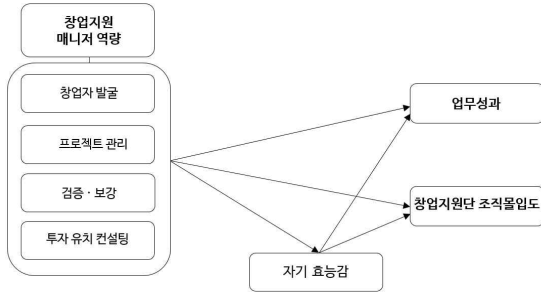 창업지원
매니저 역량
창업자 발굴
프로젝트 관리
검증 · 보강
투자 유치 컨설팅
업무성과
창업지원단 조직몰입도
자기 효능감